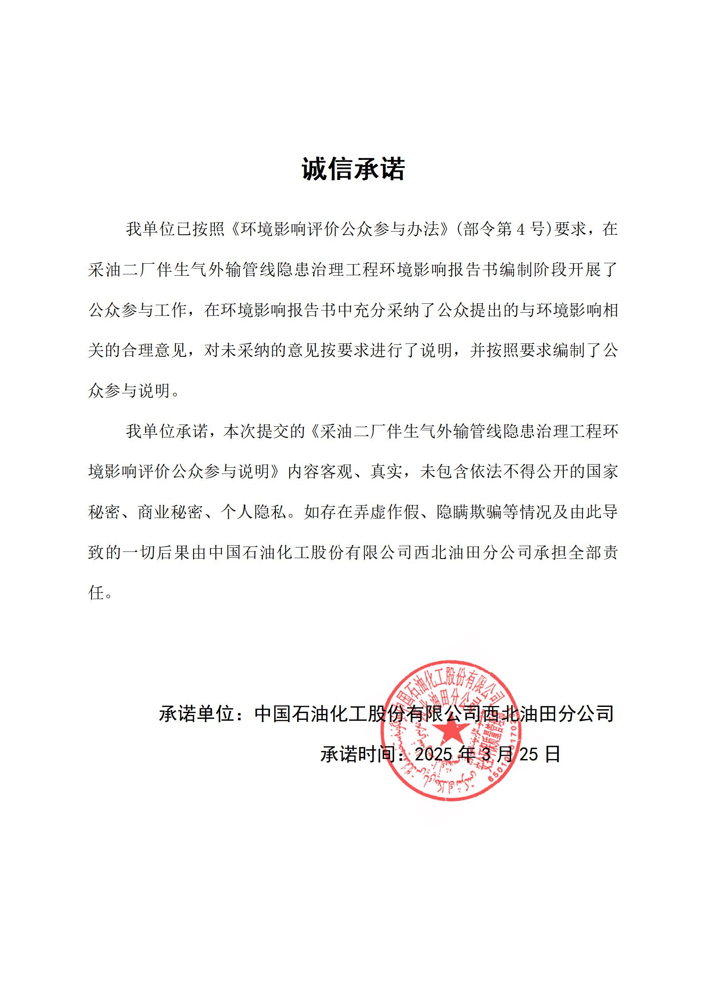 诚信承诺
我单位已按照《环境影响评价公众参与办法》(部令第 4 号)要求，在
采油二厂伴生气外输管线隐患治理工程环境影响报告书编制阶段开展了
公众参与工作，在环境影响报告书中充分采纳了公众提出的与环境影响相
关的合理意见，对未采纳的意见按要求进行了说明，并按照要求编制了公
众参与说明。
我单位承诺，本次提交的《采油二厂伴生气外输管线隐患治理工程环
境影响评价公众参与说明》内容客观、真实，未包含依法不得公开的国家
秘密、商业秘密、个人隐私。如存在弄虚作假、隐瞒欺骗等情况及由此导
致的一切后果由中国石油化工股份有限公司西北油田分公司承担全部责
任。
承诺单位：中国石油化工股份有限公司西北油田分公司
承诺时间：2025 年 3 月 25 日
中国石油化工股份有限公司
西北油田分公司